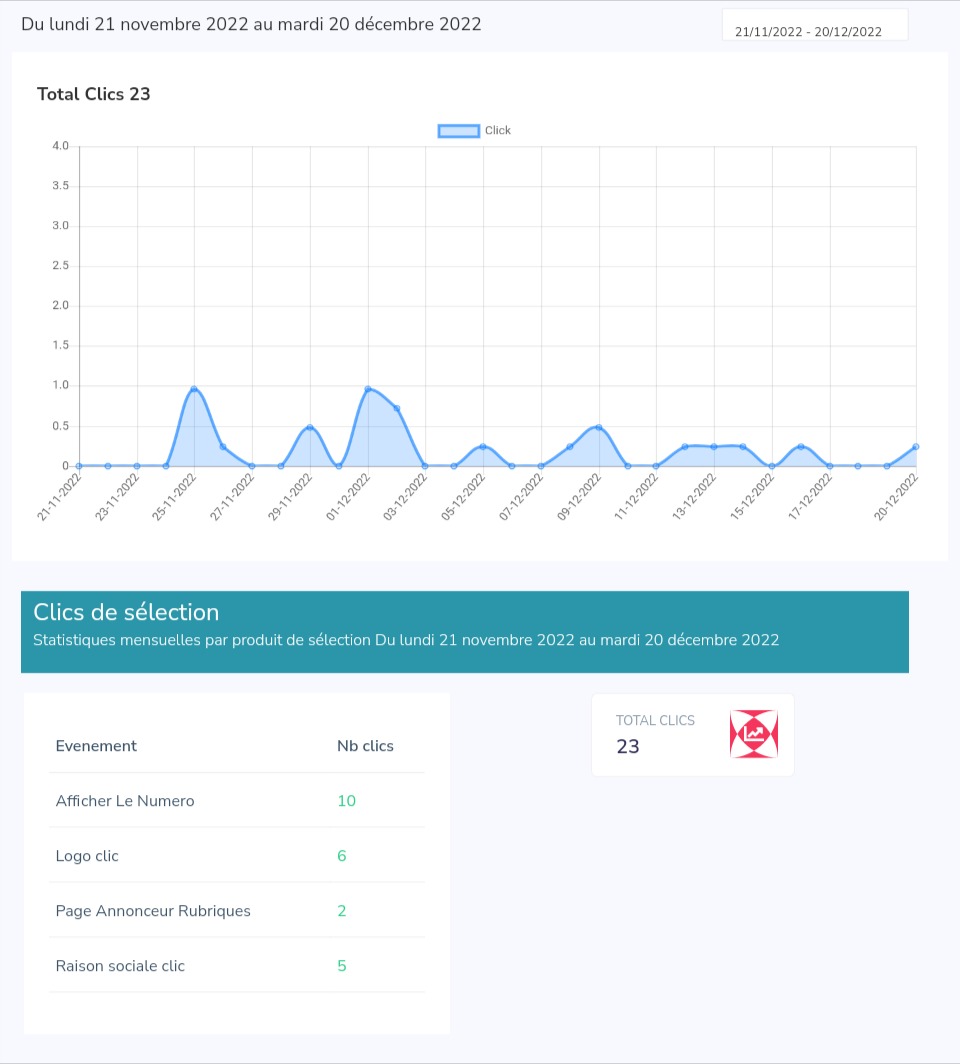 Du lundi 21 novembre 2022 au mardi 20 décembre 2022
21/11/2022 - 20/12/2022
Total Clics 23
Click
4.0
3.5
3.0
2.5
2.0
1.5
1.0
0.5
0
21-11-2022
23-11-2022
25-11-2022
27-11-2022
29-11-2022
01-12-2022
03-12-2022
05-12-2022
07-12-2022
09-12-2022
11-12-2022
13-12-2022
15-12-2022
17-12-2022
20-12-2022
Clics de sélection
Statistiques mensuelles par produit de sélection Du lundi 21 novembre 2022 au mardi 20 décembre 2022
Evenement Nb clics
Afficher Le Numero 10
Logo clic 6
Page Annonceur Rubriques 2
Raison sociale clic 5
TOTAL CLICS
23